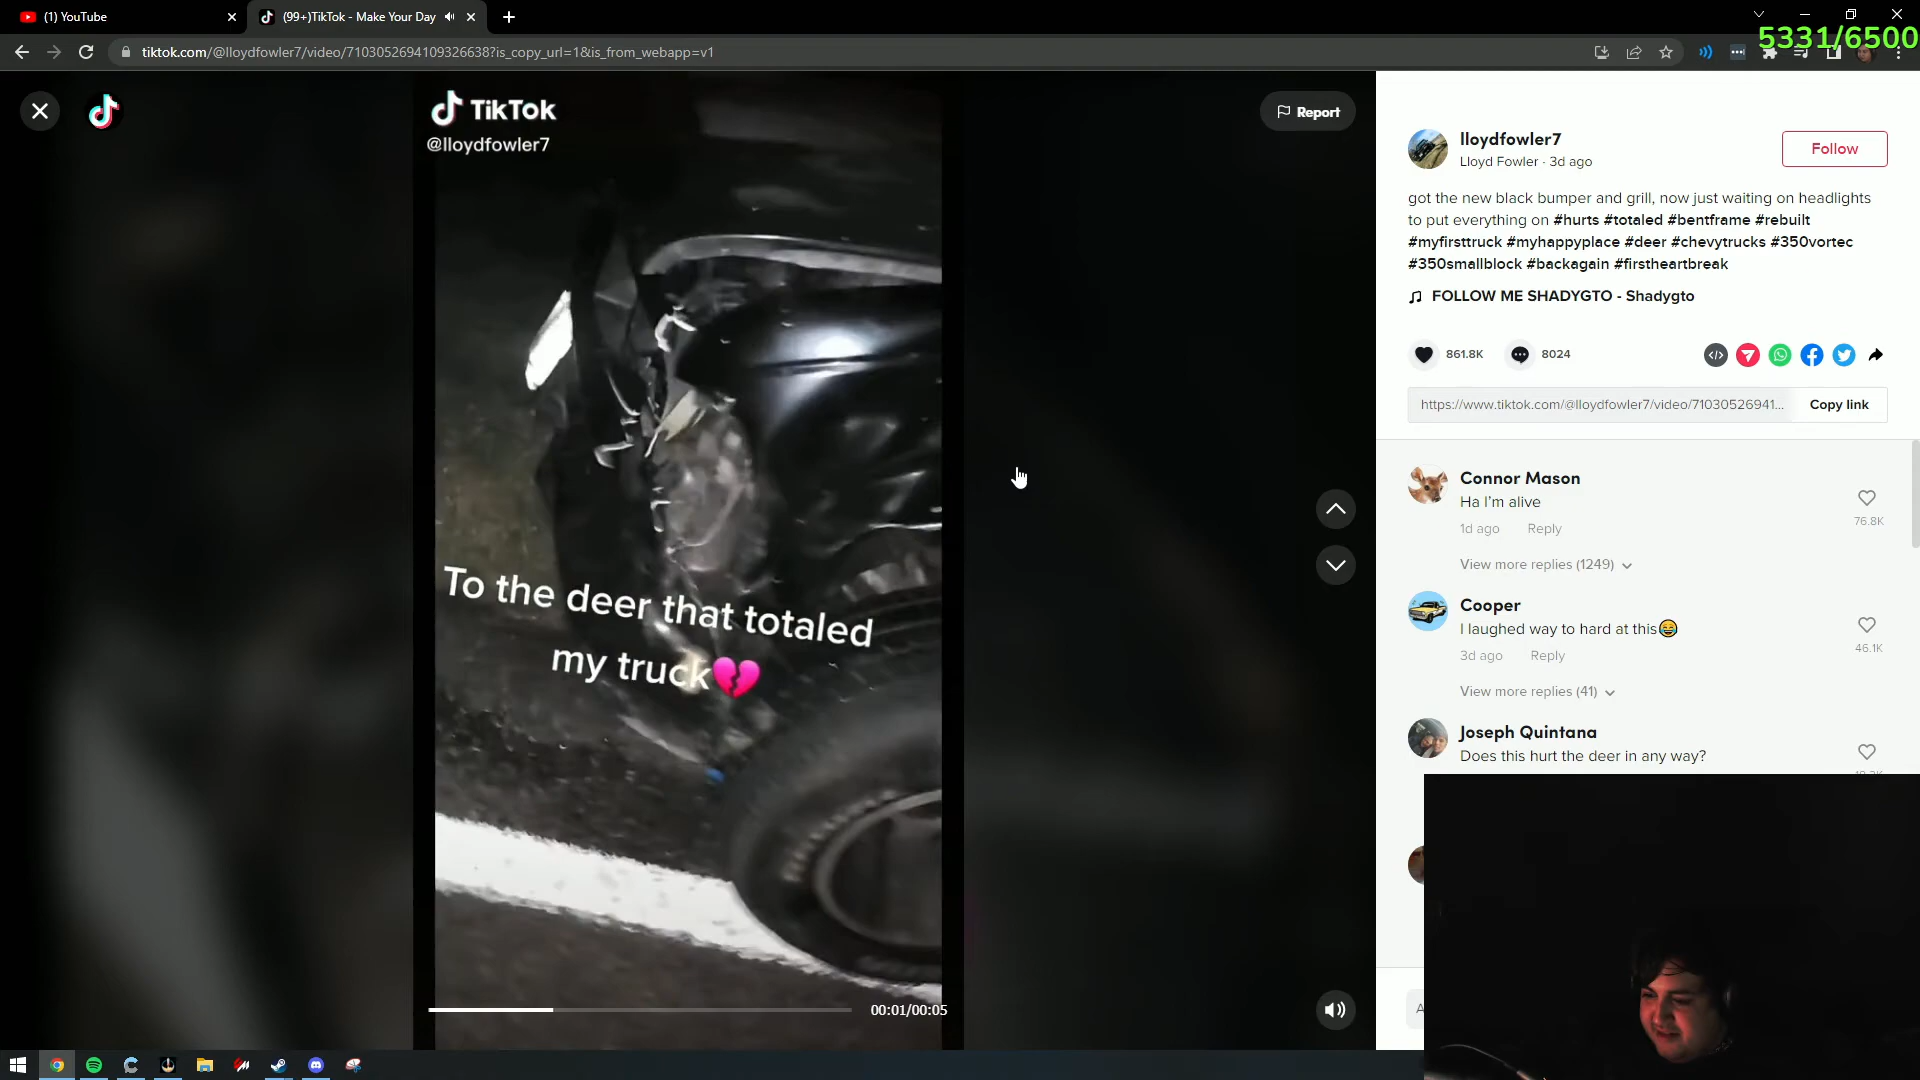 (1) YouTube
(99+)TikTok - Make Your Day
5331/6500
tiktok.com/@lloydfowler7/video/7103052694109326638?is_copy_url=1&is_from_webapp=v1
TikTok
@lloydfowler7
Report
To the deer that totaled
my truck💔
00:01/00:05
lloydfowler7
Lloyd Fowler · 3d ago
Follow
got the new black bumper and grill, now just waiting on headlights
to put everything on #hurts #totaled #bentframe #rebuilt
#myfirsttruck #myhappyplace #deer #chevytrucks #350vortec
#350smallblock #backagain #firstheartbreak
FOLLOW ME SHADYGTO - Shadygto
861.8K
8024
https://www.tiktok.com/@lloydfowler7/video/71030526941...
Copy link
Connor Mason
Ha I'm alive
76.8K
1d ago Reply
View more replies (1249)
Cooper
I laughed way to hard at this😂
46.1K
3d ago Reply
View more replies (41)
Joseph Quintana
Does this hurt the deer in any way?